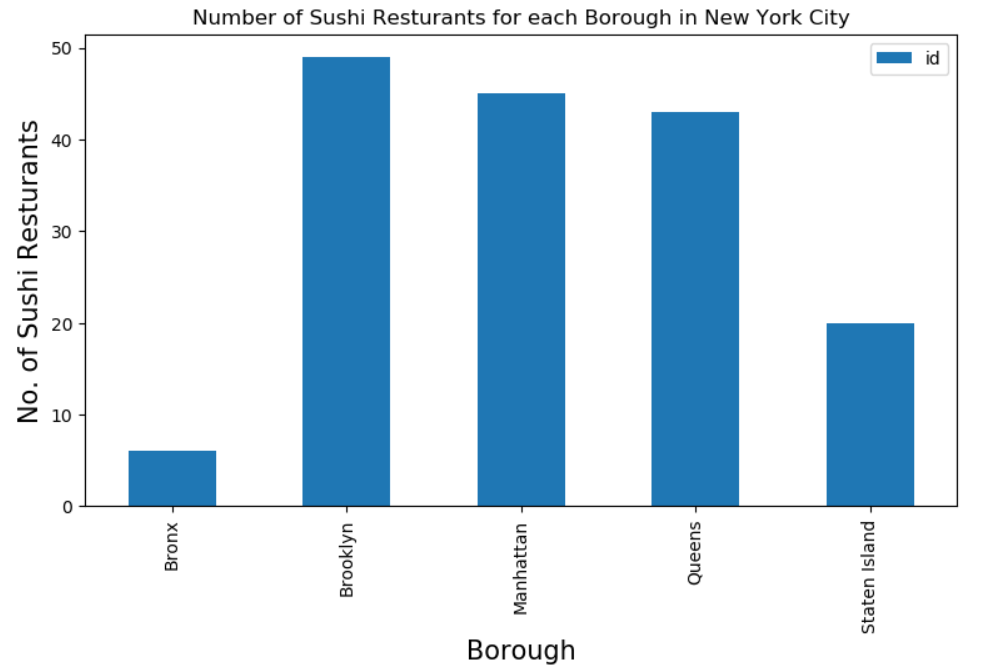 Number of Sushi Resturants for each Borough in New York City
id
No. of Sushi Resturants
50
40
30
20
10
0
Bronx
Brooklyn
Manhattan
Queens
Staten Island
Borough